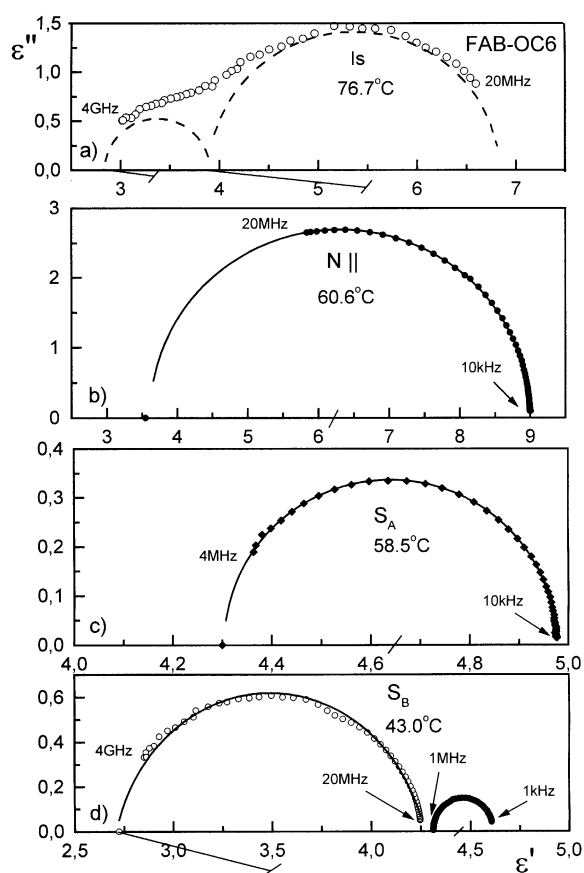 ε"
1,5
1,0
0,5
0,0
FAB-OC6
Is
76.7°C
4GHz
20MHz
a)
3 4 5 6 7
3
2
1
0
20MHz
N ||
60.6°C
10kHz
b)
3 4 5 6 7 8 9
0,4
0,3
0,2
0,1
0,0
S_A
58.5°C
4MHz
10kHz
c)
4,0 4,2 4,4 4,6 4,8 5,0
0,6
0,4
0,2
0,0
S_B
43.0°C
4GHz
1MHz
20MHz
1kHz
d)
2,5 3,0 3,5 4,0 4,5 5,0
ε'